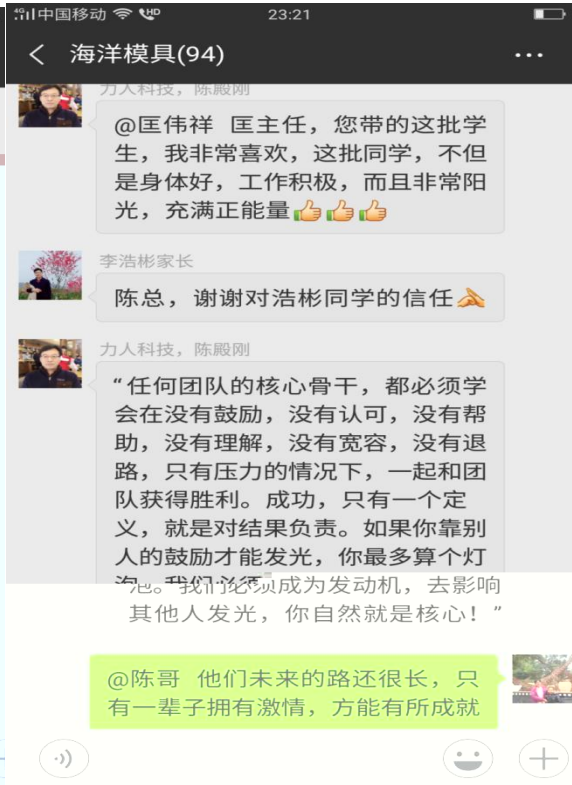 4G 中国移动 HD 23:21
海洋模具(94)
力人科技，陈殿刚
@匡伟祥 匡主任，您带的这批学
生，我非常喜欢，这批同学，不但
是身体好，工作积极，而且非常阳
光，充满正能量👍👍👍
李浩彬家长
陈总，谢谢对浩彬同学的信任
力人科技，陈殿刚
“任何团队的核心骨干，都必须学
会在没有鼓励，没有认可，没有帮
助，没有理解，没有宽容，没有退
路，只有压力的情况下，一起和团
队获得胜利。成功，只有一个定
义，就是对结果负责。如果你靠别
人的鼓励才能发光，你最多算个灯
泡。我们必须成为发动机，去影响
其他人发光，你自然就是核心！”
@陈哥 他们未来的路还很长，只
有一辈子拥有激情，方能有所成就